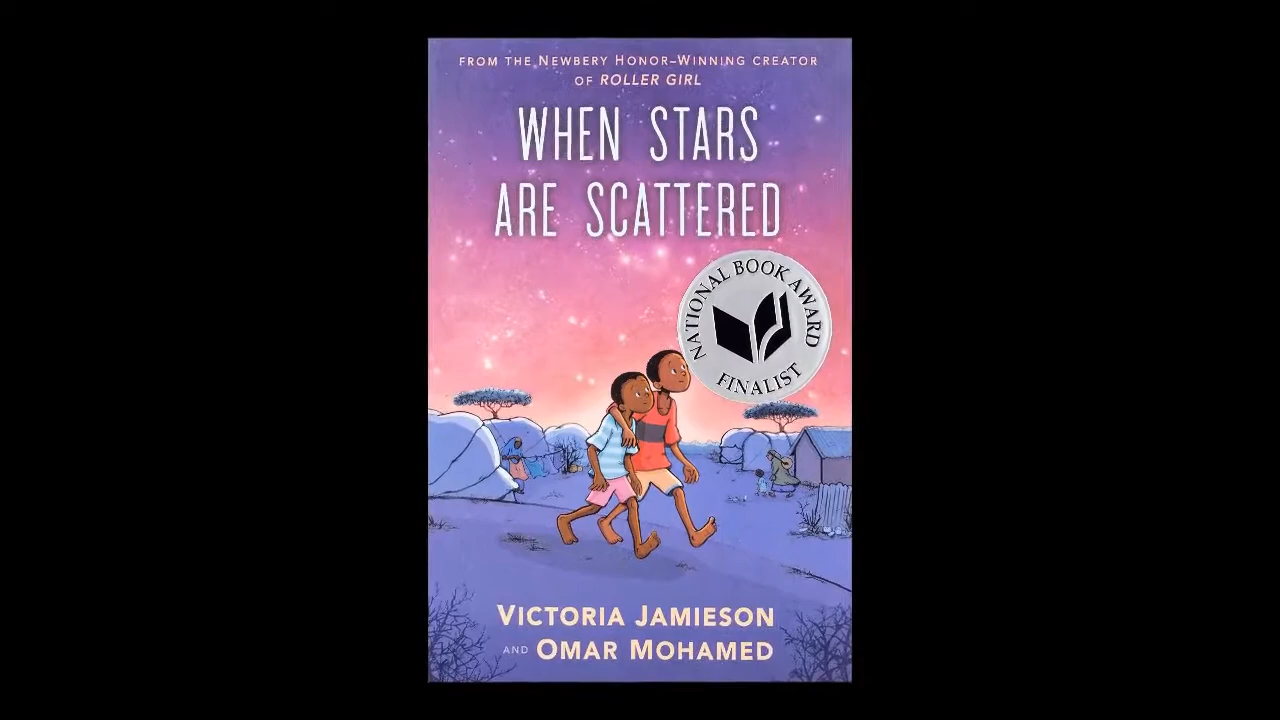 FROM THE NEWBERY HONOR–WINNING CREATOR
OF ROLLER GIRL
WHEN STARS
ARE SCATTERED
NATIONAL BOOK AWARD
FINALIST
VICTORIA JAMIESON
AND OMAR MOHAMED